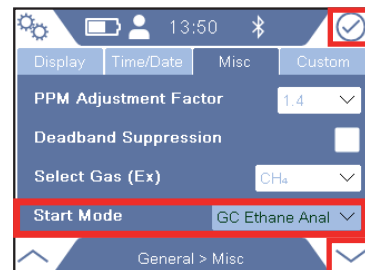 13:50
Display Time/Date Misc Custom
PPM Adjustment Factor 1.4
Deadband Suppression
Select Gas (Ex) CH₄
Start Mode GC Ethane Anal
General > Misc